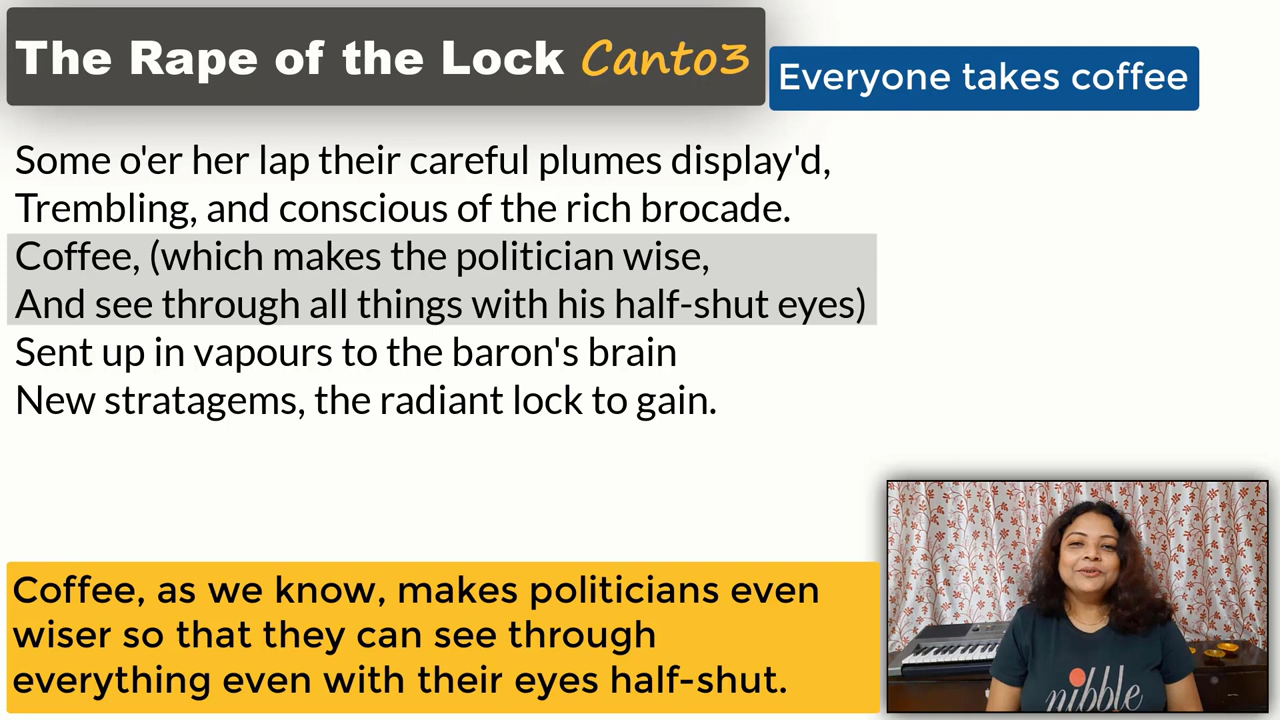 The Rape of the Lock Canto3
Everyone takes coffee
Some o'er her lap their careful plumes display'd,
Trembling, and conscious of the rich brocade.
Coffee, (which makes the politician wise,
And see through all things with his half-shut eyes)
Sent up in vapours to the baron's brain
New stratagems, the radiant lock to gain.
Coffee, as we know, makes politicians even
wiser so that they can see through
everything even with their eyes half-shut.
nibble